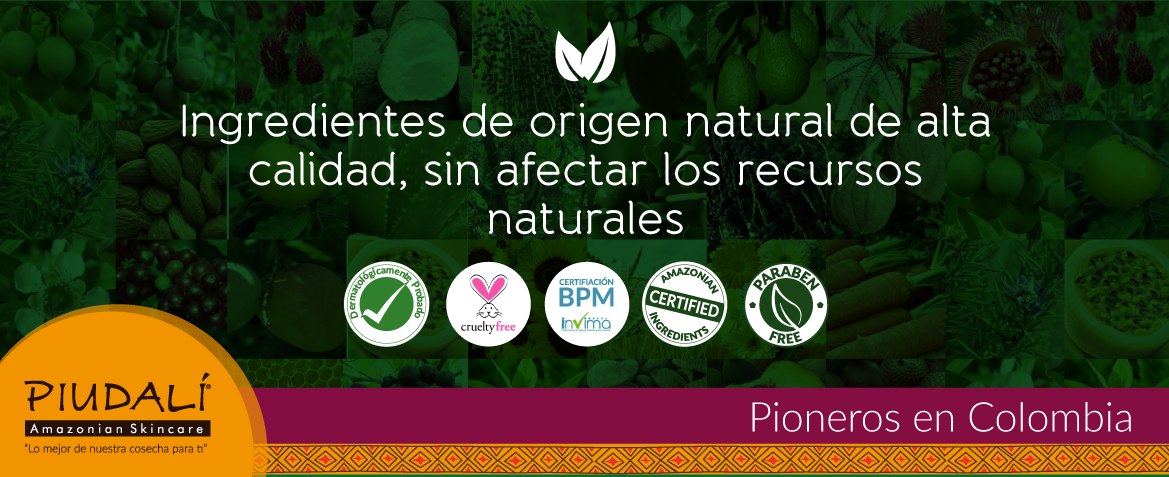 Ingredientes de origen natural de alta
calidad, sin afectar los recursos
naturales
Dermatológicamente Probado
cruelty free
CERTIFIACIÓN
BPM
invima
AMAZONIAN
CERTIFIED
INGREDIENTS
PARABEN
FREE
PIUDALÍ®
Amazonian Skincare
"Lo mejor de nuestra cosecha para ti"
Pioneros en Colombia